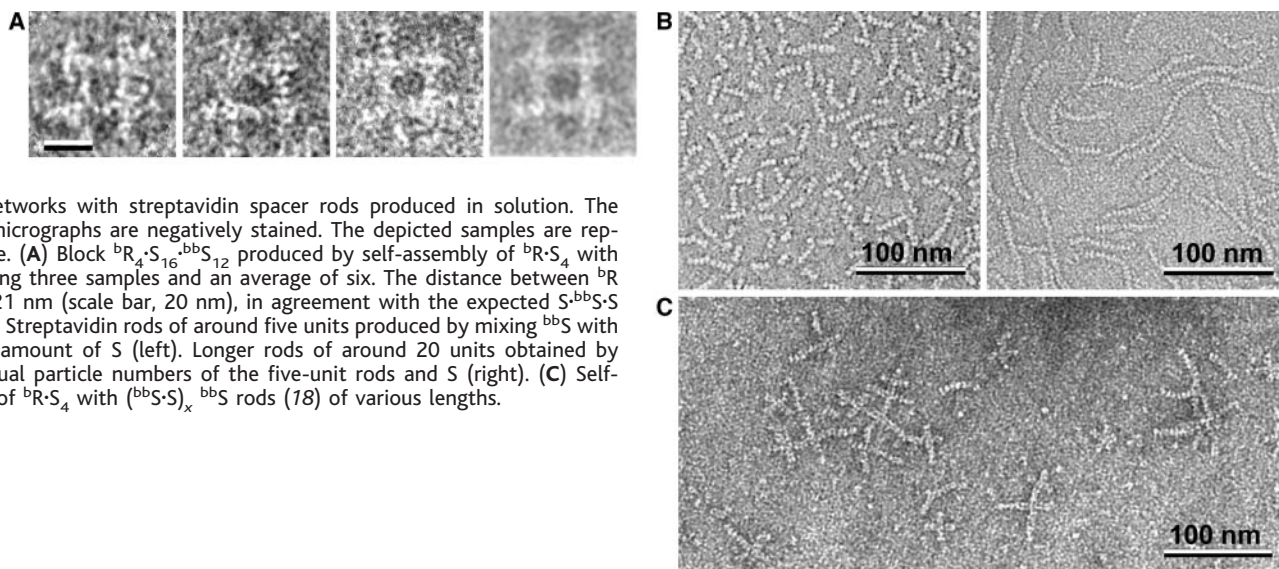 A
B
100 nm
100 nm
etworks with streptavidin spacer rods produced in solution. The
nicrographs are negatively stained. The depicted samples are rep-
e. (A) Block ᵇR₄·S₁₆·ᵇᵇS₁₂ produced by self-assembly of ᵇR·S₄ with
ng three samples and an average of six. The distance between ᵇR
21 nm (scale bar, 20 nm), in agreement with the expected S·ᵇᵇS·S
Streptavidin rods of around five units produced by mixing ᵇᵇS with
amount of S (left). Longer rods of around 20 units obtained by
ual particle numbers of the five-unit rods and S (right). (C) Self-
of ᵇR·S₄ with (ᵇᵇS·S)ₓ ᵇᵇS rods (18) of various lengths.
C
100 nm